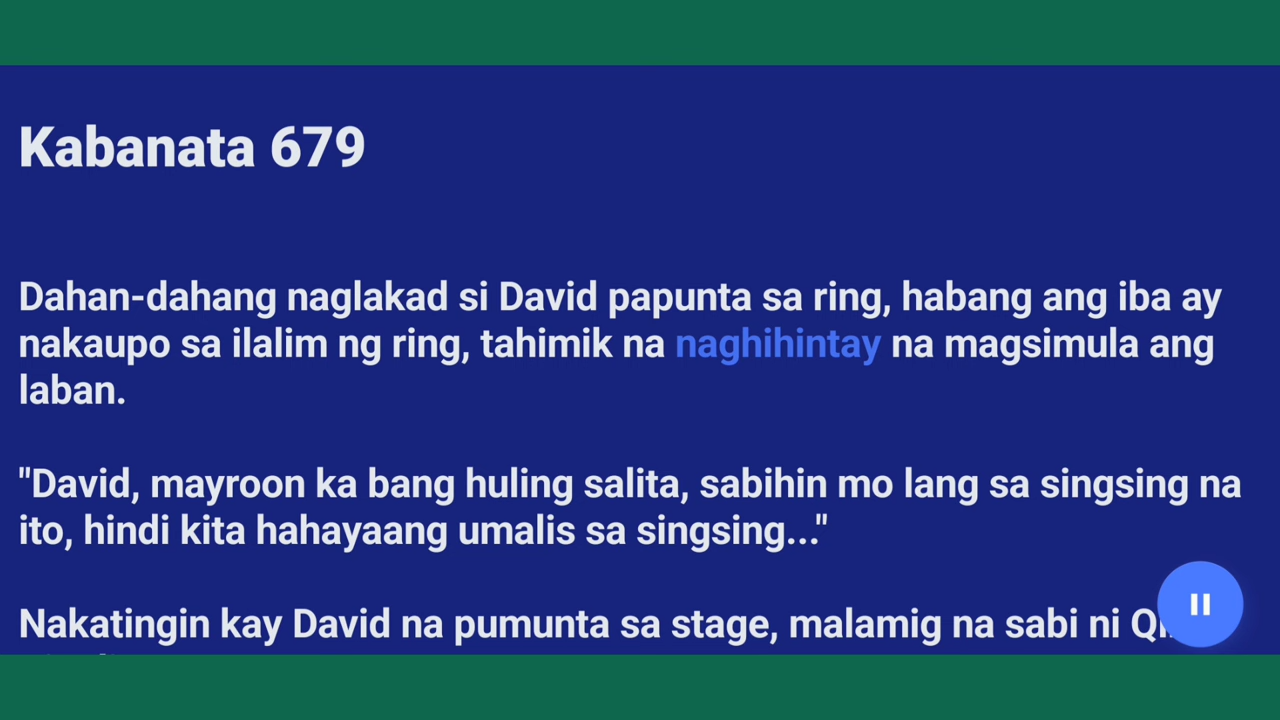 Kabanata 679
Dahan-dahang naglakad si David papunta sa ring, habang ang iba ay
nakaupo sa ilalim ng ring, tahimik na naghihintay na magsimula ang
laban.
"David, mayroon ka bang huling salita, sabihin mo lang sa singsing na
ito, hindi kita hahayaang umalis sa singsing..."
Nakatingin kay David na pumunta sa stage, malamig na sabi ni